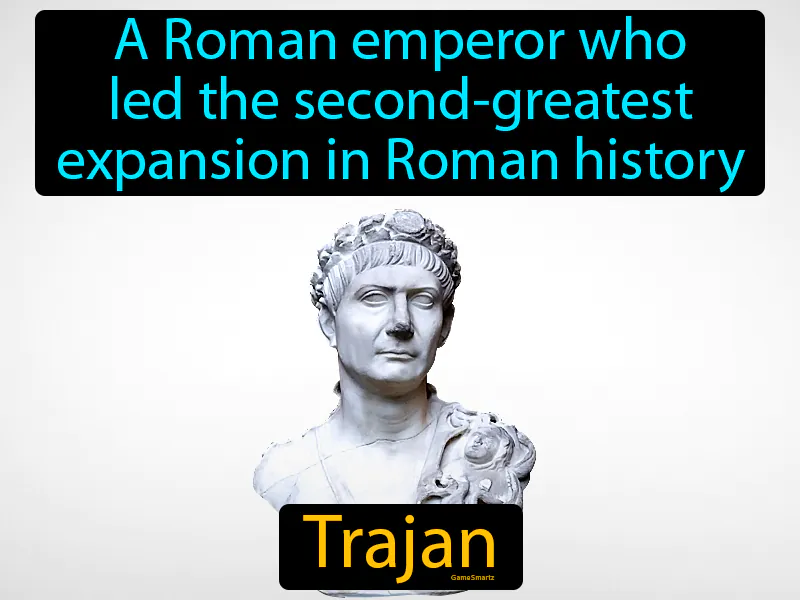 A Roman emperor who
led the second-greatest
expansion in Roman history
Trajan
GameSmartz